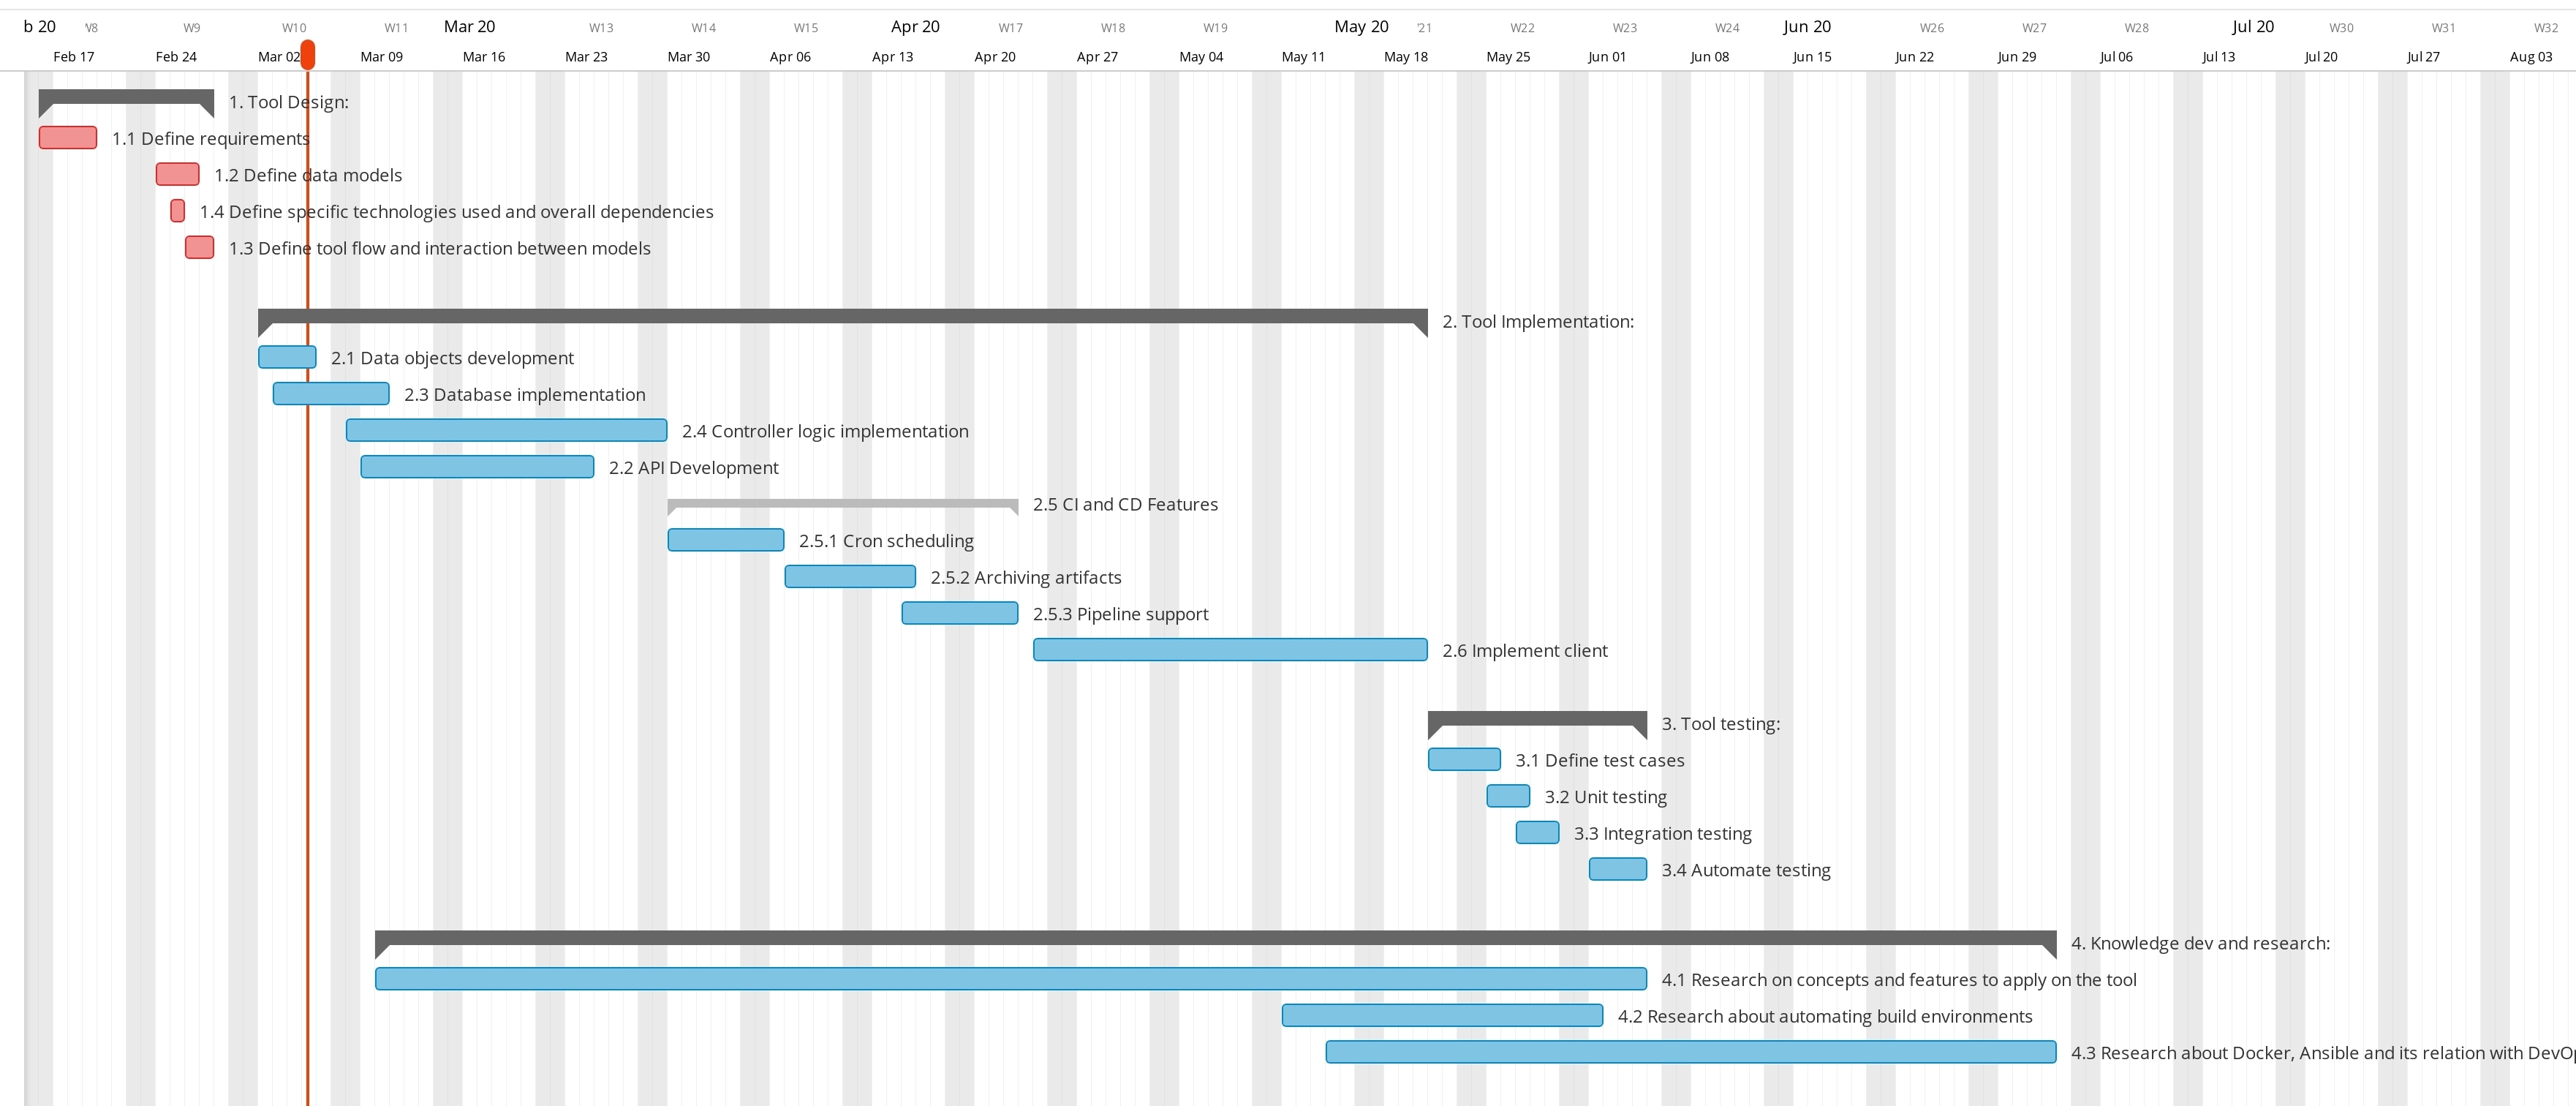 b 20 W9 W10 W11 Mar 20 W13 W14 W15 Apr 20 W17 W18 W19 May 20 '21 W22 W23 W24 Jun 20 W26 W27 W28 Jul 20 W30 W31 W32
Feb 17 Feb 24 Mar 02 Mar 09 Mar 16 Mar 23 Mar 30 Apr 06 Apr 13 Apr 20 Apr 27 May 04 May 11 May 18 May 25 Jun 01 Jun 08 Jun 15 Jun 22 Jun 29 Jul 06 Jul 13 Jul 20 Jul 27 Aug 03
1. Tool Design:
1.1 Define requirements
1.2 Define data models
1.4 Define specific technologies used and overall dependencies
1.3 Define tool flow and interaction between models
2. Tool Implementation:
2.1 Data objects development
2.3 Database implementation
2.4 Controller logic implementation
2.2 API Development
2.5 CI and CD Features
2.5.1 Cron scheduling
2.5.2 Archiving artifacts
2.5.3 Pipeline support
2.6 Implement client
3. Tool testing:
3.1 Define test cases
3.2 Unit testing
3.3 Integration testing
3.4 Automate testing
4. Knowledge dev and research:
4.1 Research on concepts and features to apply on the tool
4.2 Research about automating build environments
4.3 Research about Docker, Ansible and its relation with DevOp